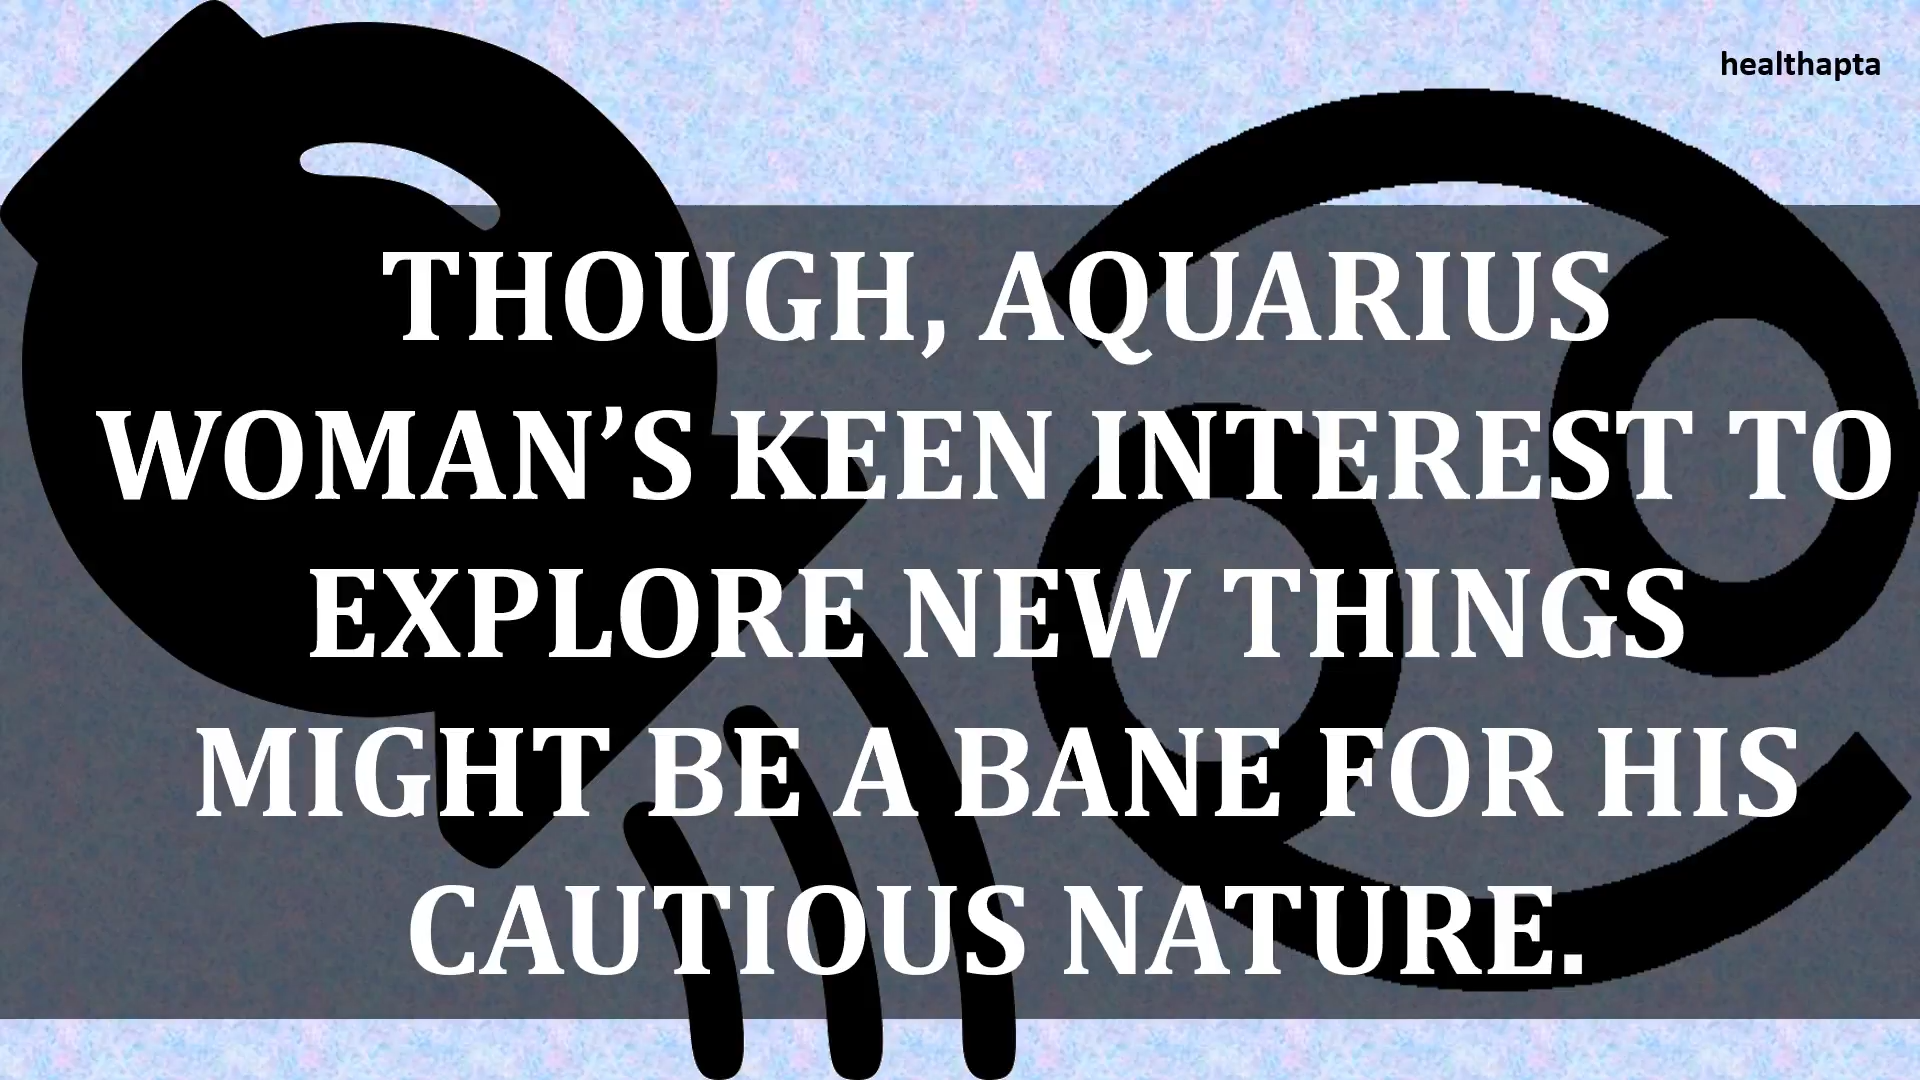 healthapta
THOUGH, AQUARIUS
WOMAN’S KEEN INTEREST TO
EXPLORE NEW THINGS
MIGHT BE A BANE FOR HIS
CAUTIOUS NATURE.